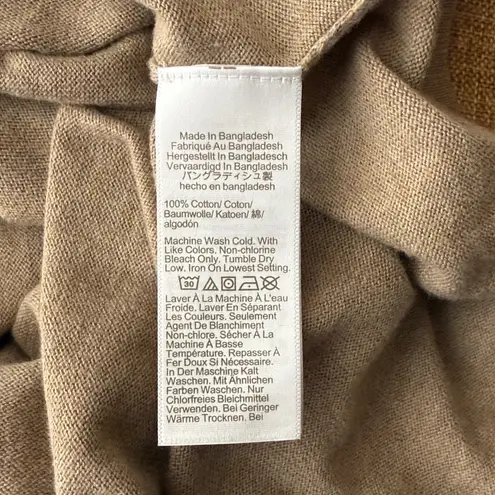 Made In Bangladesh
Fabriqué Au Bangladesh
Hergestellt In Bangladesch
Vervaardigd In Bangladesh
バングラディシュ製
hecho en bangladesh
100% Cotton/ Coton/
Baumwolle/ Katoen/ 綿/
algodón
Machine Wash Cold. With
Like Colors. Non-chlorine
Bleach Only. Tumble Dry
Low. Iron On Lowest Setting.
30
Laver À La Machine À L'eau
Froide. Laver En Séparant
Les Couleurs. Seulement
Agent De Blanchiment
Non-chlore. Sécher À La
Machine À Basse
Température. Repasser À
Fer Doux Si Nécessaire.
In Der Maschine Kalt
Waschen. Mit Ähnlichen
Farben Waschen. Nur
Chlorfreies Bleichmittel
Verwenden. Bei Geringer
Wärme Trocknen. Bei